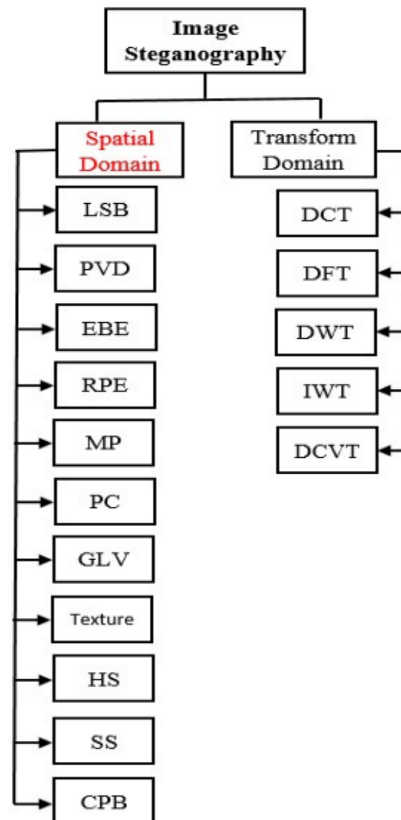 Image
Steganography
Spatial
Domain
LSB
PVD
EBE
RPE
MP
PC
GLV
Texture
HS
SS
CPB
Transform
Domain
DCT
DFT
DWT
IWT
DCVT